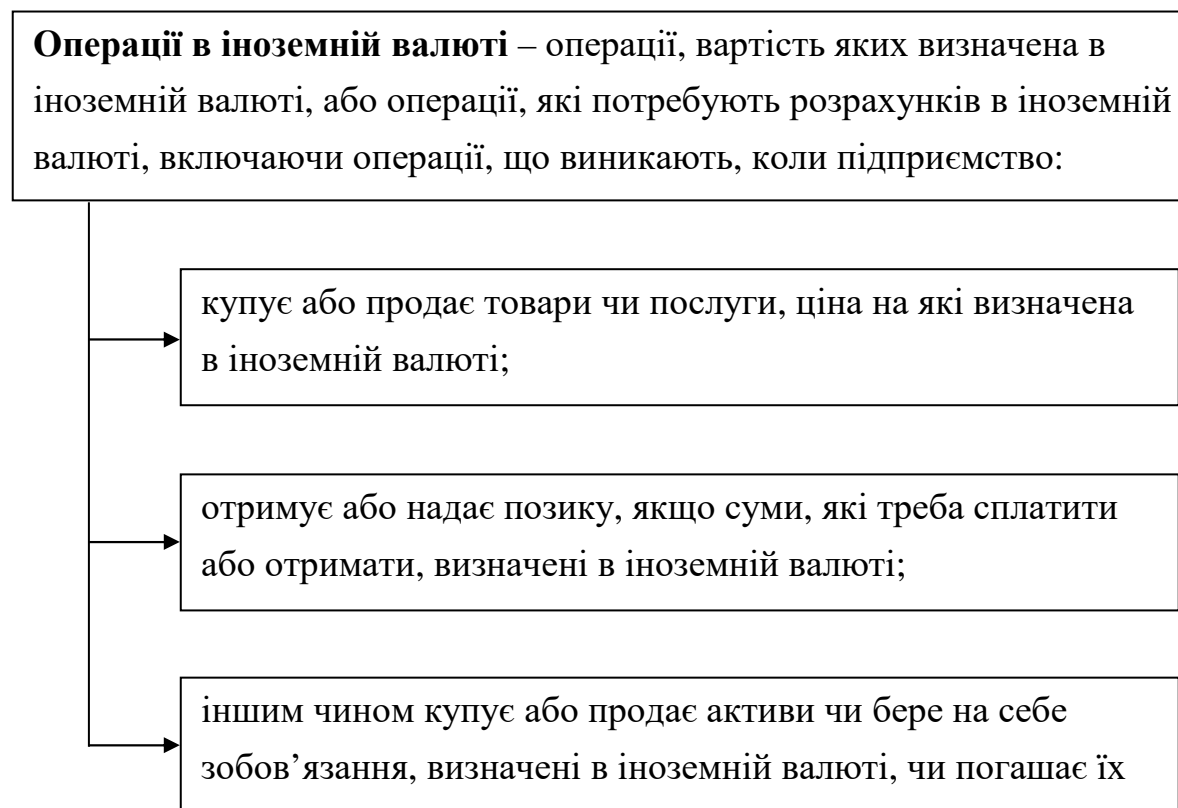 Операції в іноземній валюті – операції, вартість яких визначена в
іноземній валюті, або операції, які потребують розрахунків в іноземній
валюті, включаючи операції, що виникають, коли підприємство:
купує або продає товари чи послуги, ціна на які визначена
в іноземній валюті;
отримує або надає позику, якщо суми, які треба сплатити
або отримати, визначені в іноземній валюті;
іншим чином купує або продає активи чи бере на себе
зобов’язання, визначені в іноземній валюті, чи погашає їх